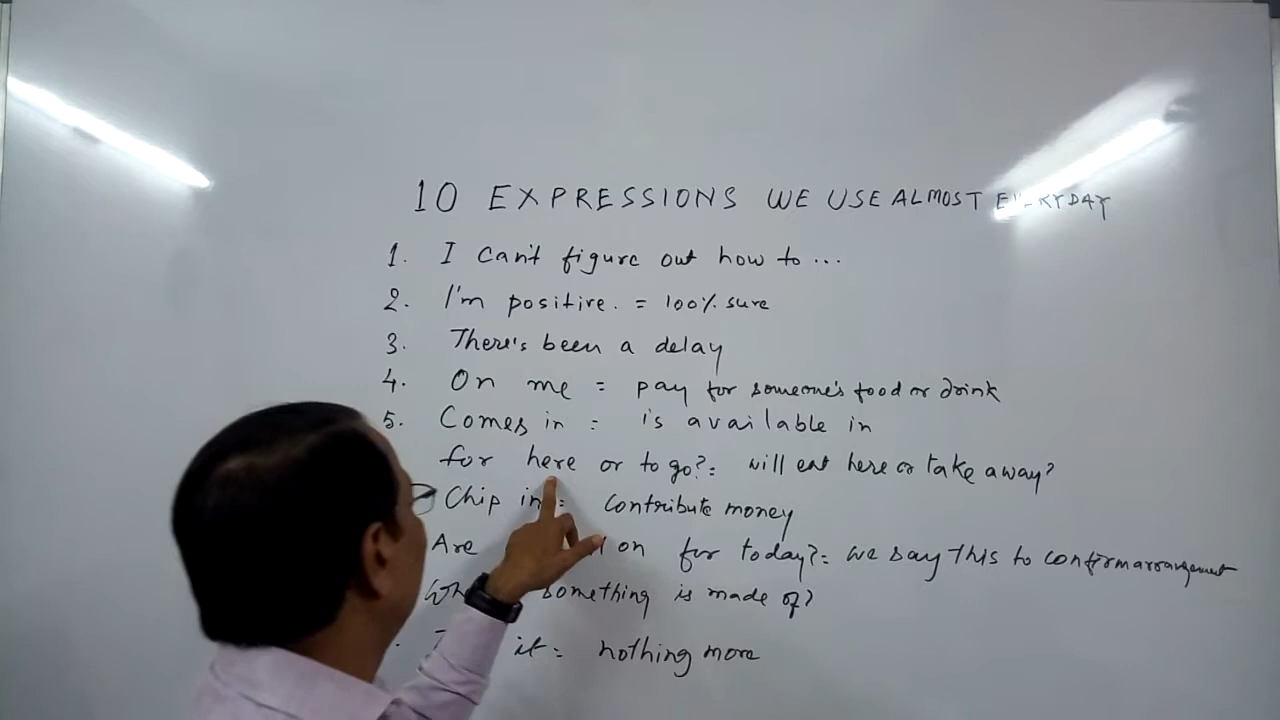 10 EXPRESSIONS WE USE ALMOST EVERYDAY
1. I can't figure out how to ...
2. I'm positive. = 100% sure
3. There's been a delay
4. On me = pay for someone's food or drink
5. Comes in = is available in
for here or to go? = will eat here or take away?
Chip in = contribute money
Are on for today? = we say this to confirm arrangement
something is made of?
it = nothing more